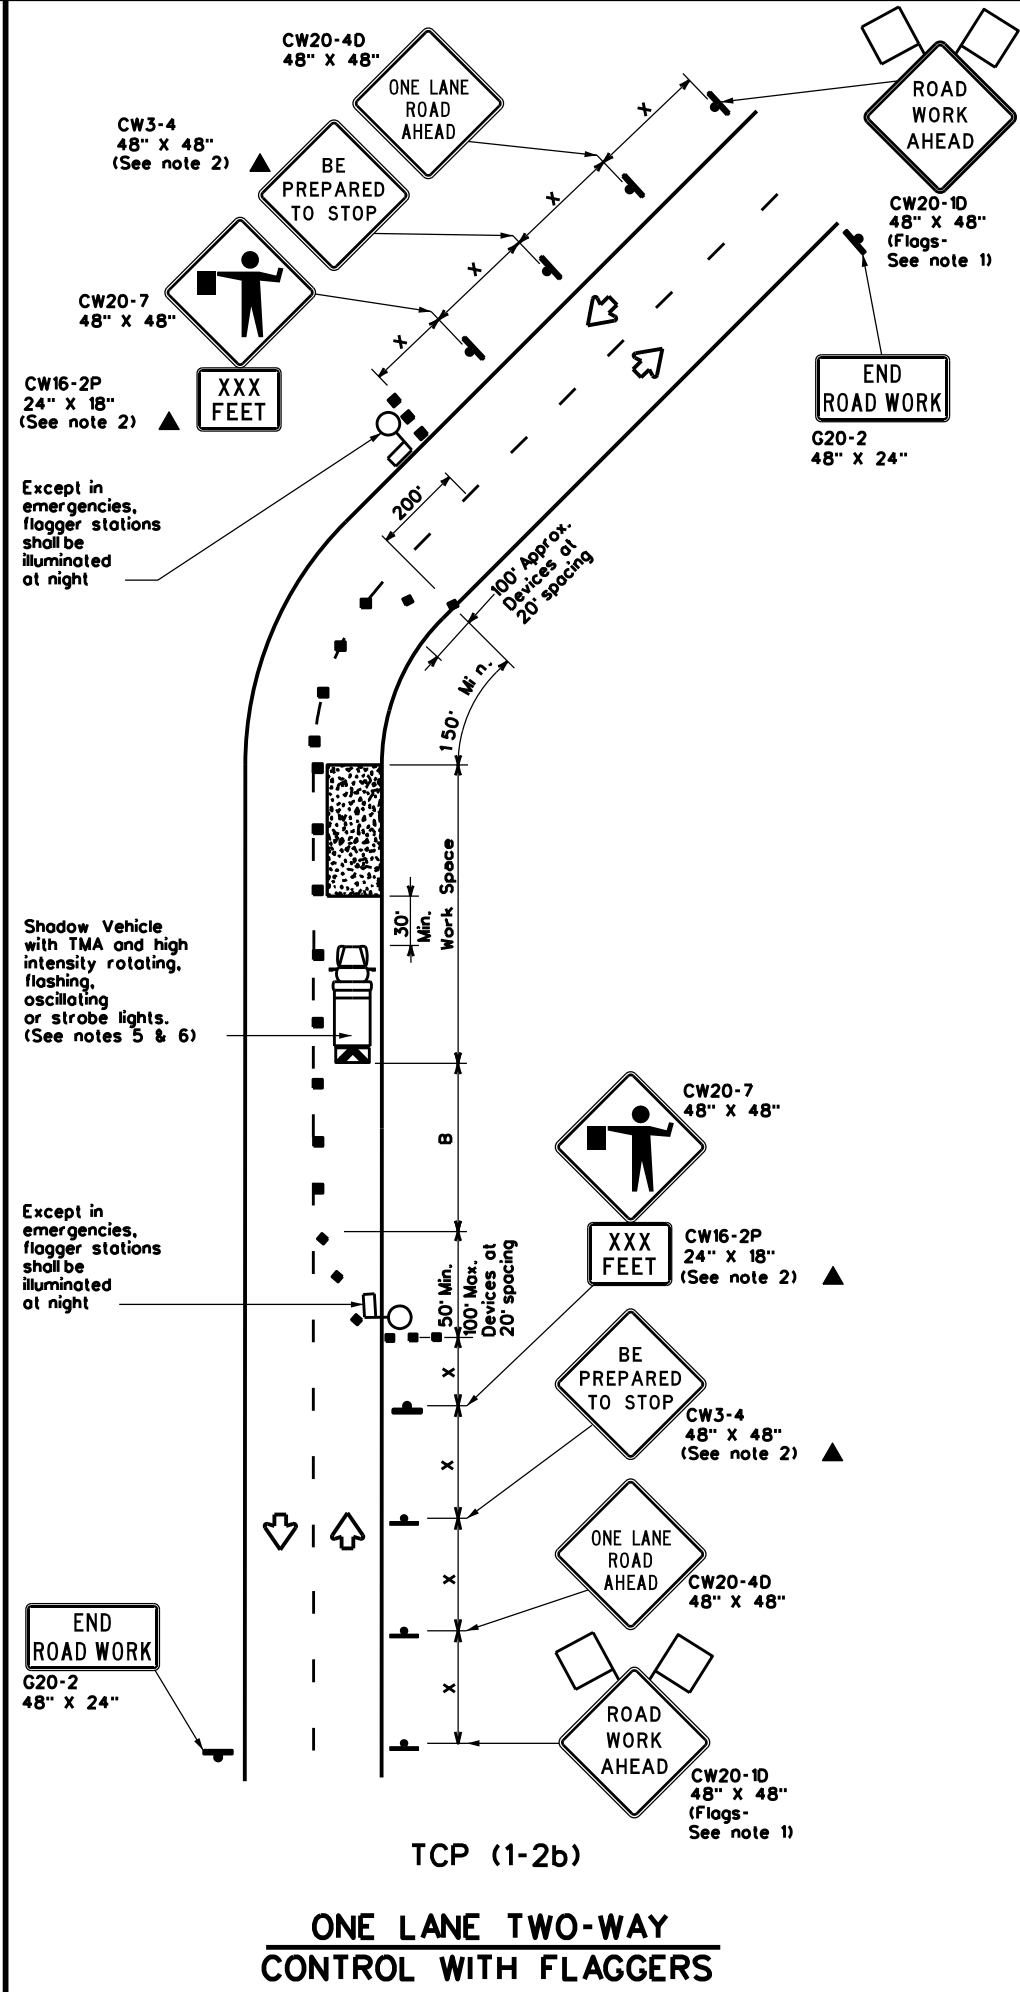 CW20-4D
48" X 48"
ONE LANE
ROAD
AHEAD
X
ROAD
WORK
AHEAD
CW20-1D
48" X 48"
(Flags-
See note 1)
CW3-4
48" X 48"
(See note 2)
BE
PREPARED
TO STOP
X
X
CW20-7
48" X 48"
X
CW16-2P
24" X 18"
(See note 2)
XXX
FEET
END
ROAD WORK
G20-2
48" X 24"
Except in
emergencies,
flagger stations
shall be
illuminated
at night
200'
100' Approx.
Devices at
20' spacing
150' Min.
Work Space
30'
Min.
Shadow Vehicle
with TMA and high
intensity rotating,
flashing,
oscillating
or strobe lights.
(See notes 5 & 6)
B
CW20-7
48" X 48"
XXX
FEET
CW16-2P
24" X 18"
(See note 2)
Except in
emergencies,
flagger stations
shall be
illuminated
at night
50' Min.
100' Max.
Devices at
20' spacing
X
BE
PREPARED
TO STOP
CW3-4
48" X 48"
(See note 2)
X
ONE LANE
ROAD
AHEAD
CW20-4D
48" X 48"
X
END
ROAD WORK
G20-2
48" X 24"
X
ROAD
WORK
AHEAD
CW20-1D
48" X 48"
(Flags-
See note 1)
TCP (1-2b)
ONE LANE TWO-WAY
CONTROL WITH FLAGGERS